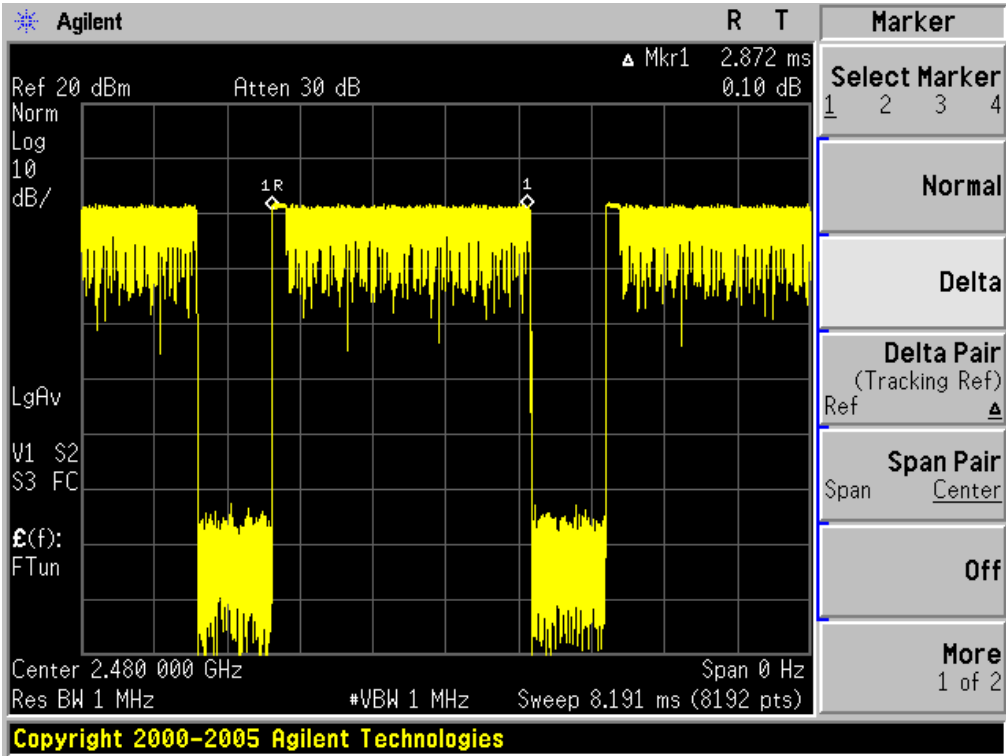 Agilent R T
Δ Mkr1 2.872 ms
Ref 20 dBm Atten 30 dB 0.10 dB
Norm
Log
10
dB/
1R
1
LgAv
V1 S2
S3 FC
£(f):
FTun
Center 2.480 000 GHz Span 0 Hz
Res BW 1 MHz #VBW 1 MHz Sweep 8.191 ms (8192 pts)
Copyright 2000-2005 Agilent Technologies
Marker
Select Marker
1 2 3 4
Normal
Delta
Delta Pair
(Tracking Ref)
Ref Δ
Span Pair
Span Center
Off
More
1 of 2